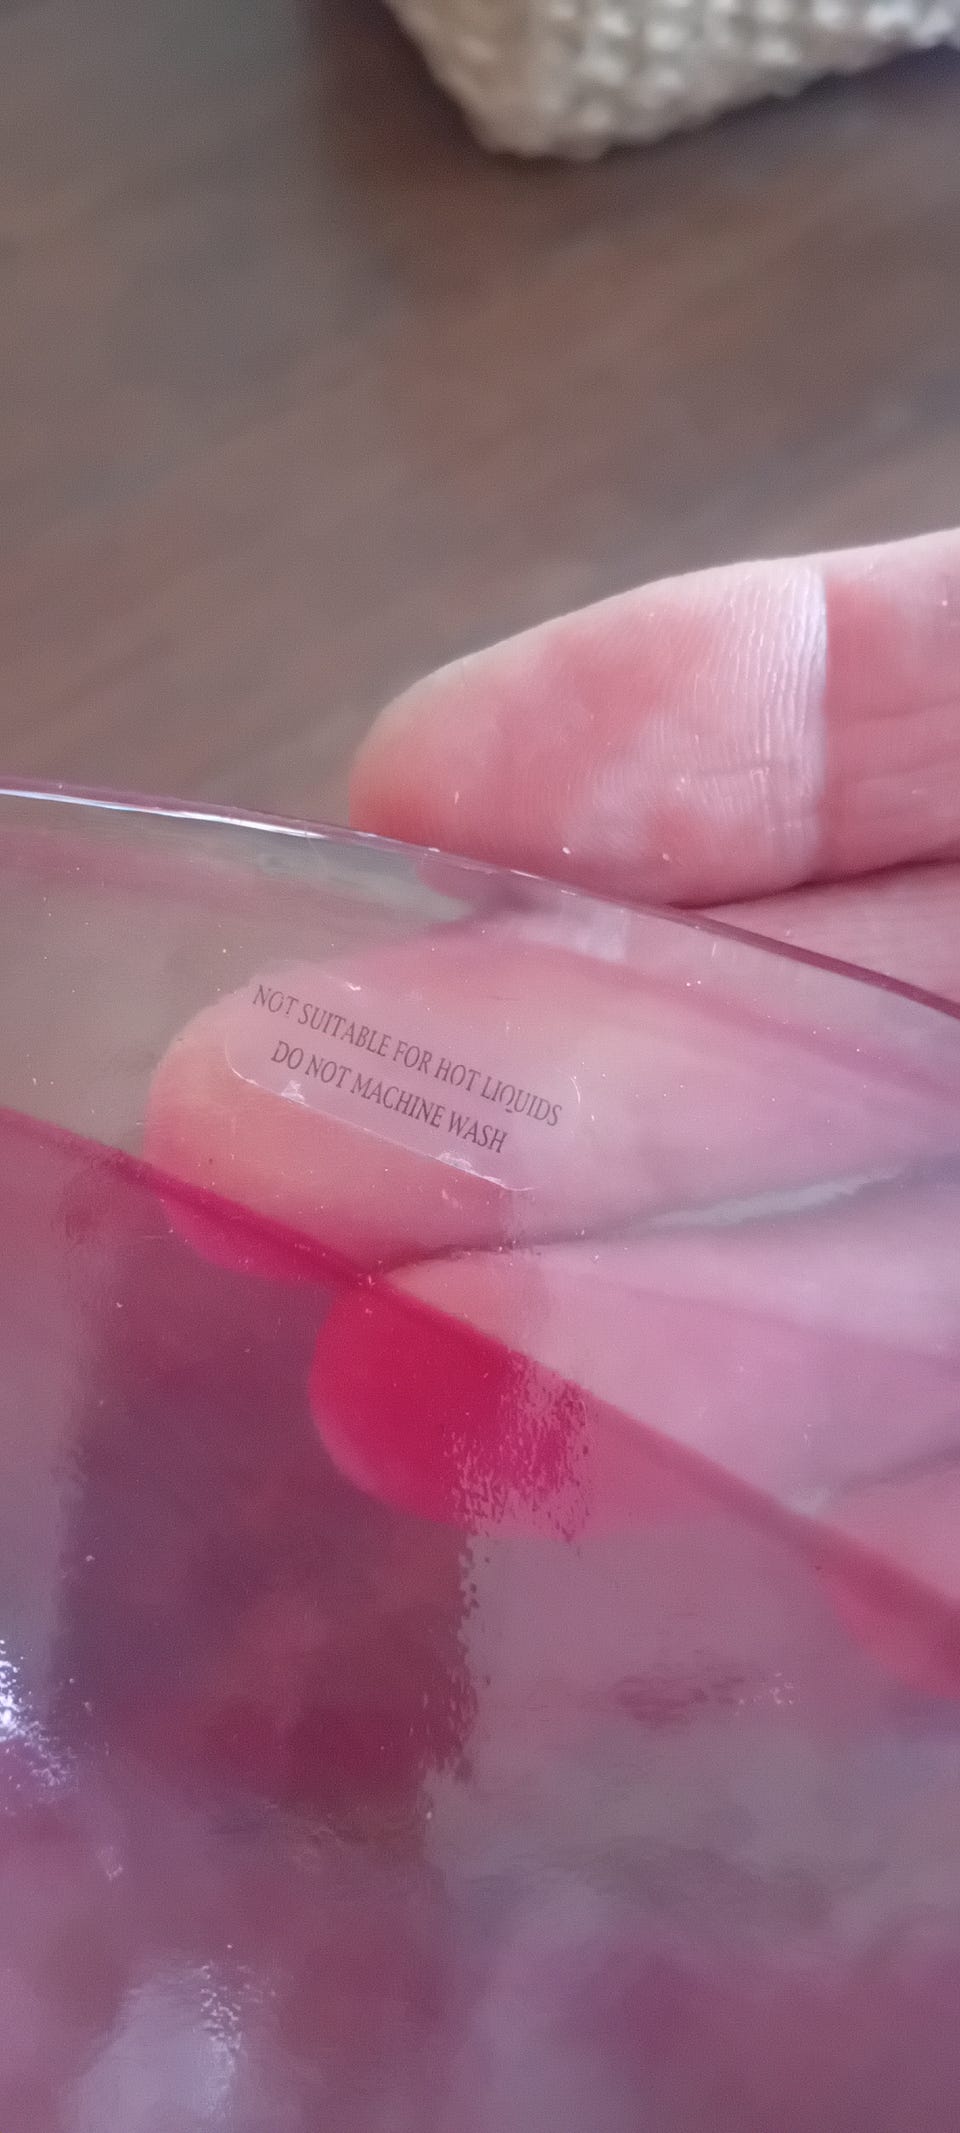 NOT SUITABLE FOR HOT LIQUIDS
DO NOT MACHINE WASH